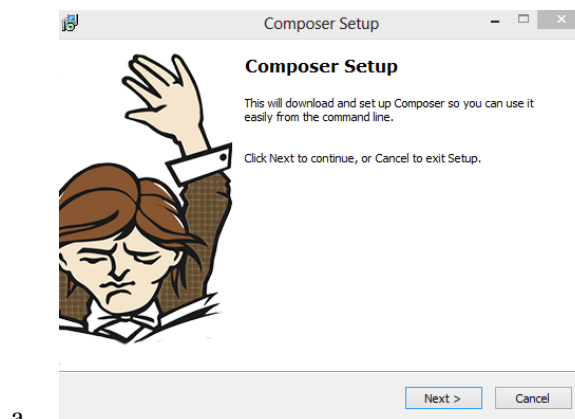 Composer Setup
Composer Setup
This will download and set up Composer so you can use it
easily from the command line.
Click Next to continue, or Cancel to exit Setup.
Next >
Cancel
a